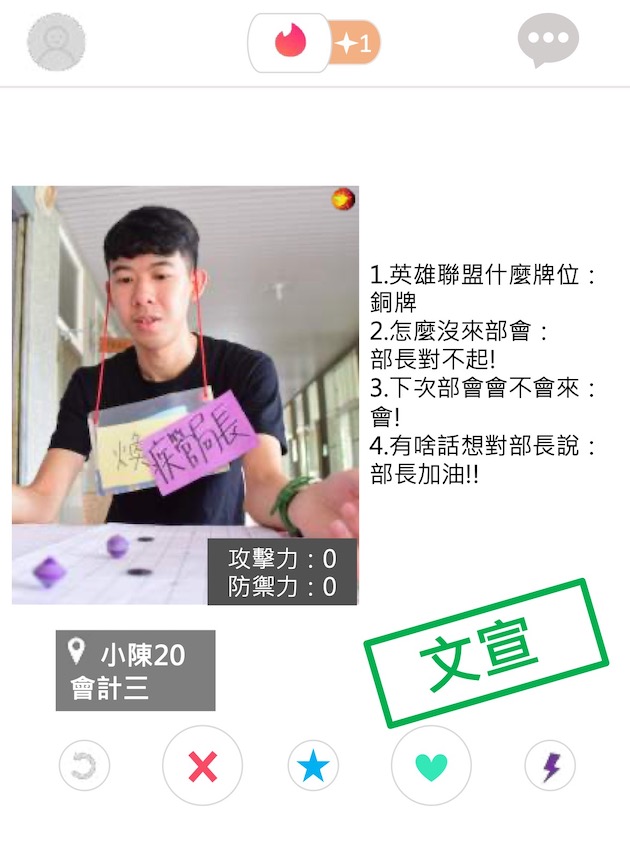 1
1.英雄聯盟什麼牌位：
銅牌
2.怎麼沒來部會：
部長對不起!
3.下次部會會不會來：
會!
4.有啥話想對部長說：
部長加油!!
煥
疾管局長
攻擊力：0
防禦力：0
小陳20
會計三
文宣